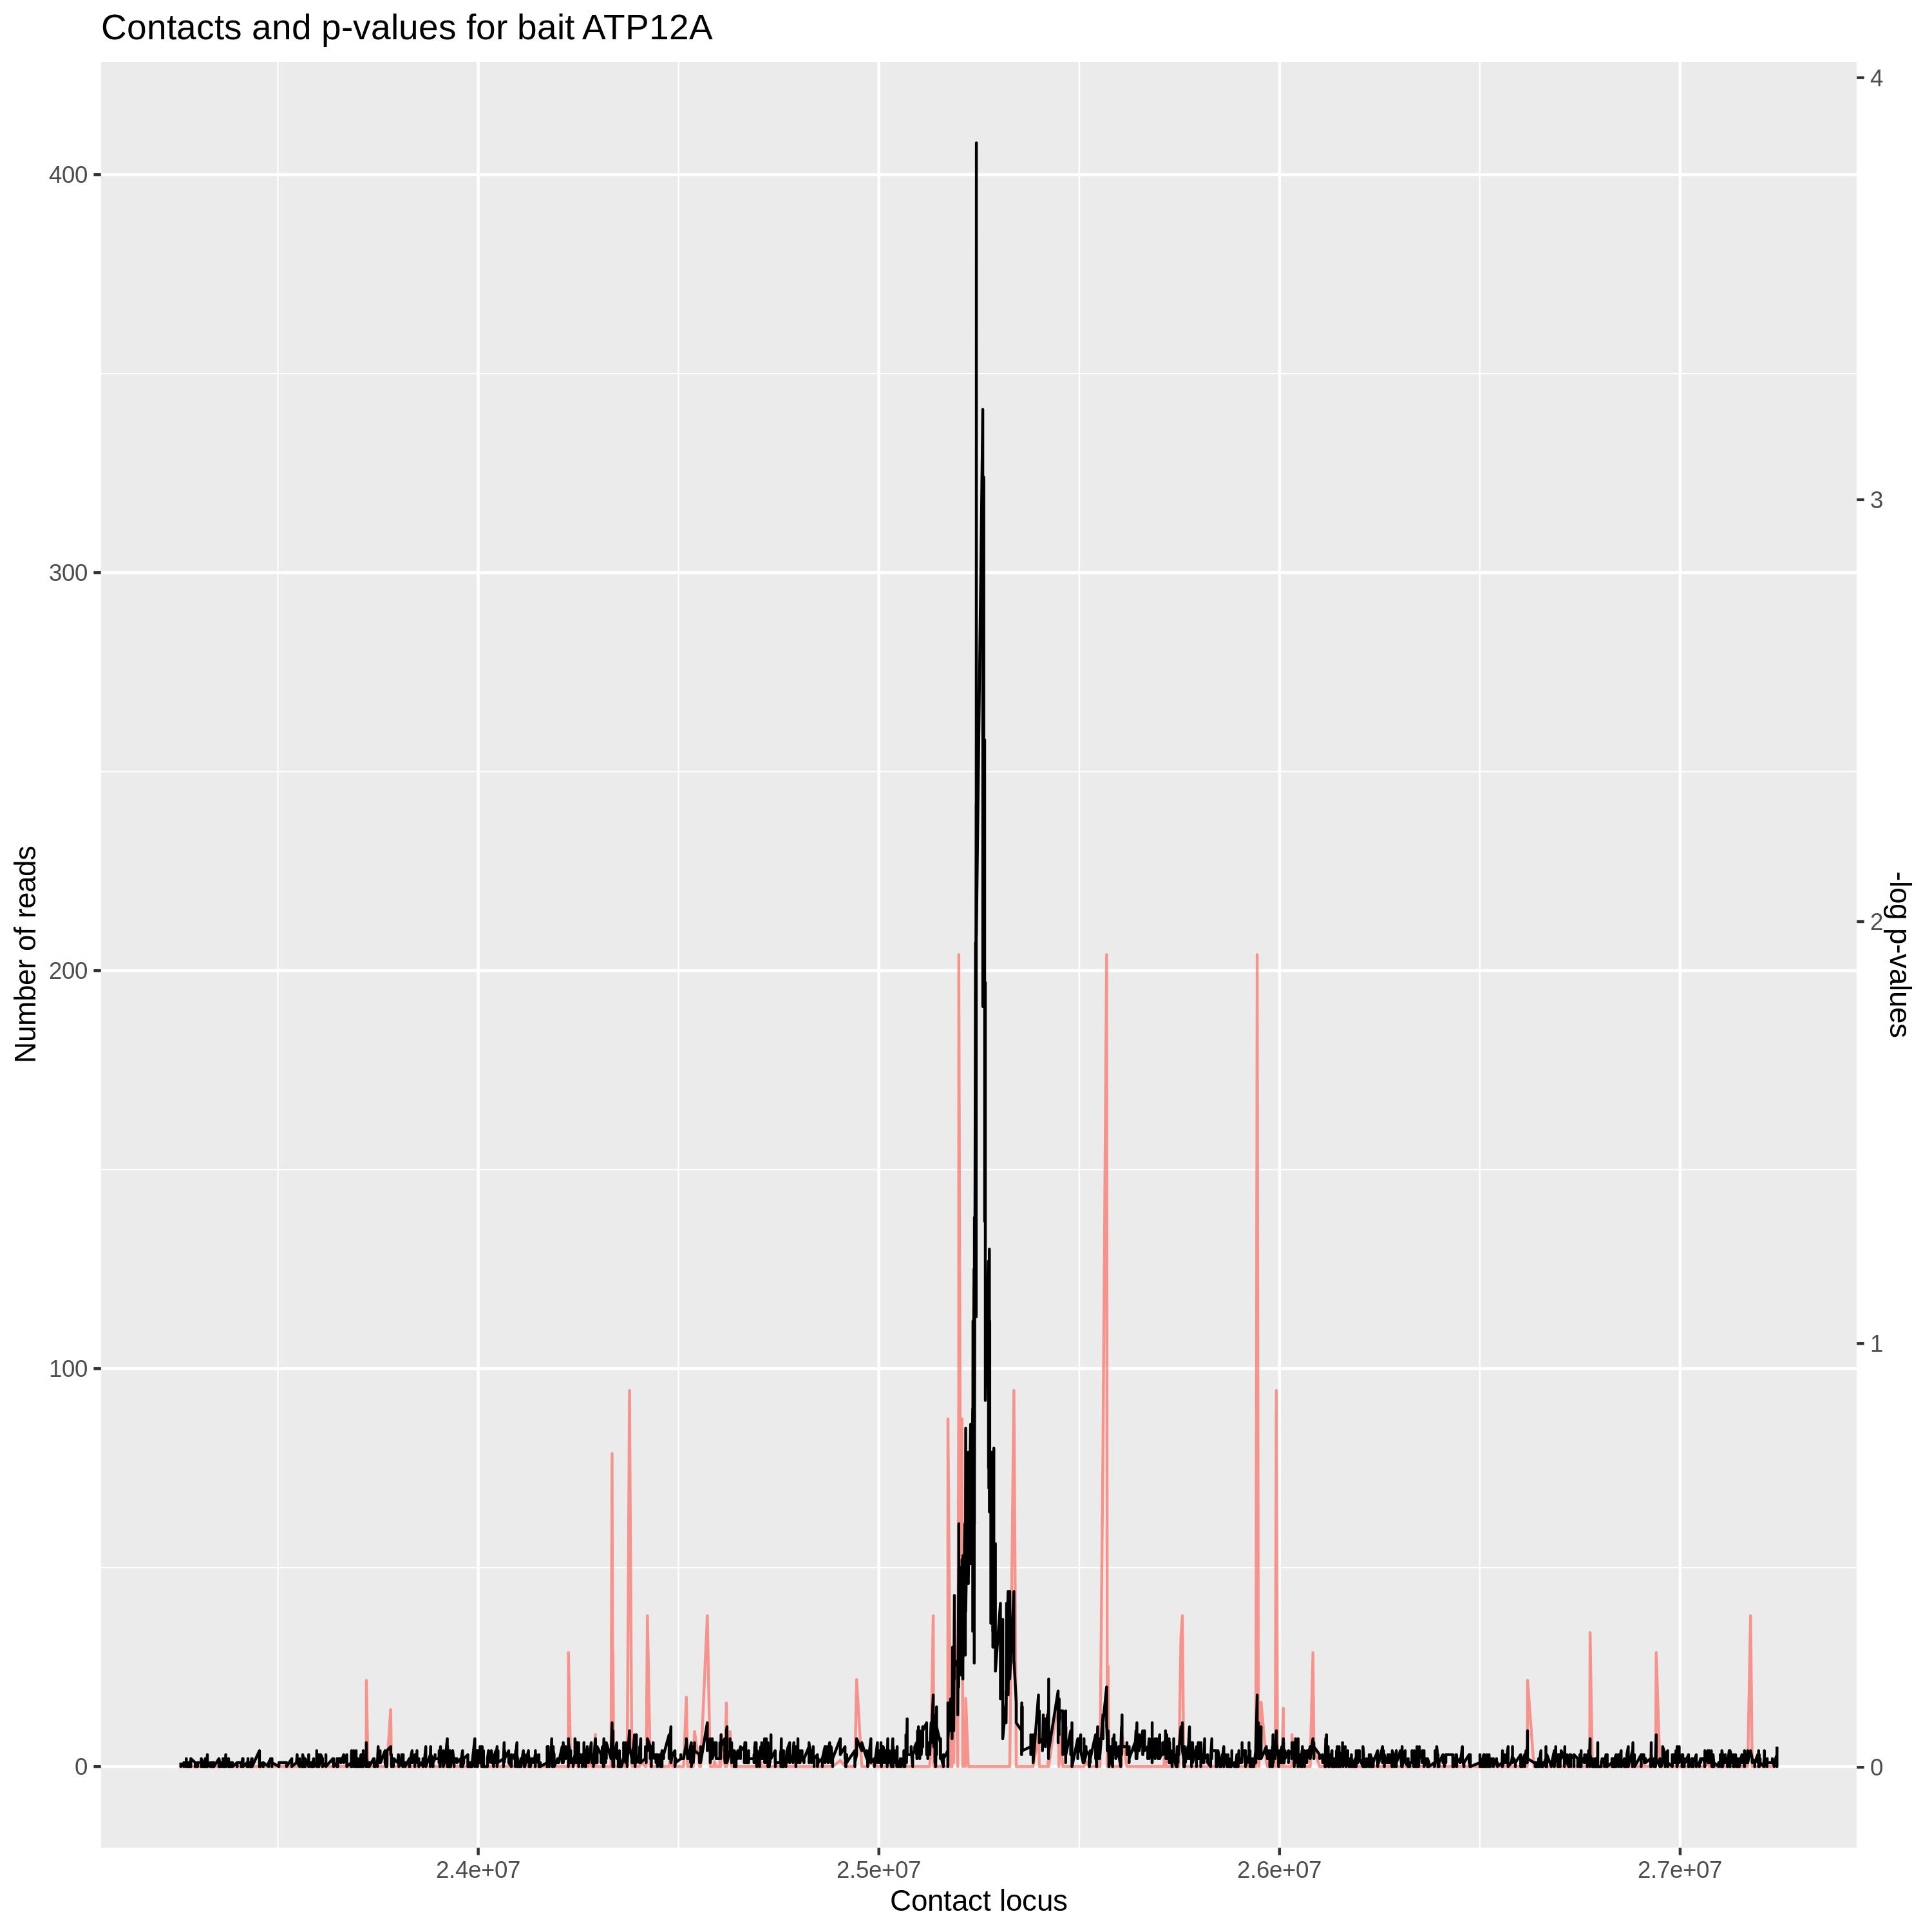 Contacts and p-values for bait ATP12A
Number of reads
400
300
200
100
0
4
3
2
1
0
-log p-values
2.4e+07
2.5e+07
2.6e+07
2.7e+07
Contact locus